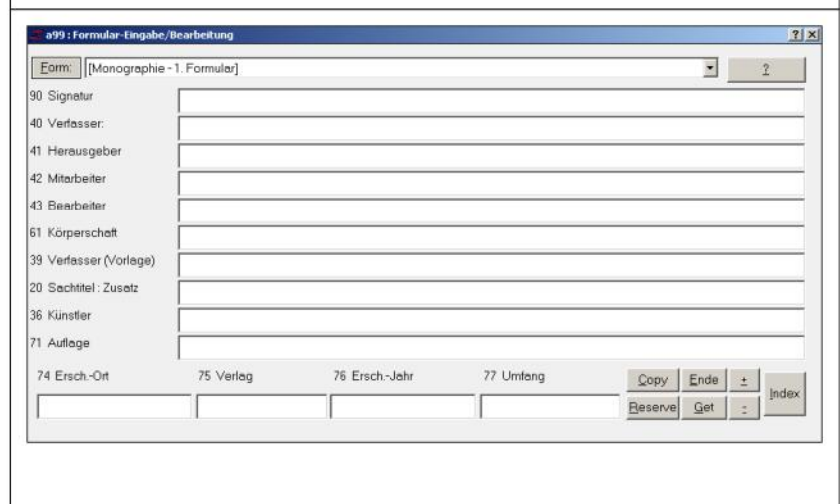 a99 : Formular-Eingabe/Bearbeitung
Form: [Monographie - 1. Formular] ?
90 Signatur
40 Verfasser:
41 Herausgeber
42 Mitarbeiter
43 Bearbeiter
61 Körperschaft
39 Verfasser (Vorlage)
20 Sachtitel : Zusatz
36 Künstler
71 Auflage
74 Ersch.-Ort 75 Verlag 76 Ersch.-Jahr 77 Umfang
Copy Ende + Index
Reserve Get -